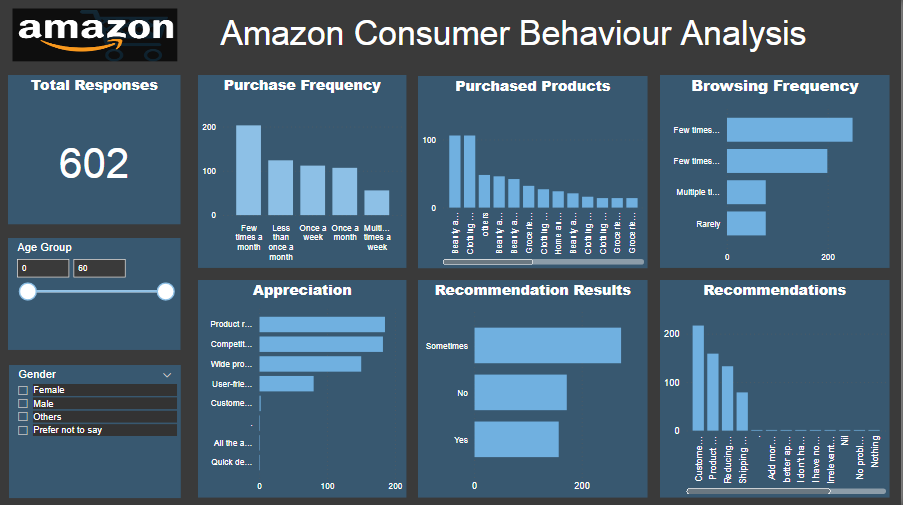 amazon
Amazon Consumer Behaviour Analysis
Total Responses
602
Age Group
0
60
Gender
Female
Male
Others
Prefer not to say
Purchase Frequency
200
100
0
Few
times a
month
Less
than
once a
month
Once a
week
Once a
month
Multi...
times a
week
Purchased Products
100
0
Beauty a...
Clothing ...
others
Beauty a...
Beauty a...
Grocerie...
Clothing ...
Home an...
Beauty a...
Clothing ...
Clothing ...
Grocerie...
Grocerie...
Browsing Frequency
Few times...
Few times...
Multiple ti...
Rarely
0
200
Appreciation
Product r...
Competit...
Wide pro...
User-frie...
Custome...
.
All the a...
Quick de...
0
100
200
Recommendation Results
Sometimes
No
Yes
0
200
Recommendations
200
100
0
Custome...
Product ...
Reducing...
Shipping ...
.
Add mor...
better ap...
I don't ha...
I have no...
Irrelevant...
Nil
No probl...
Nothing